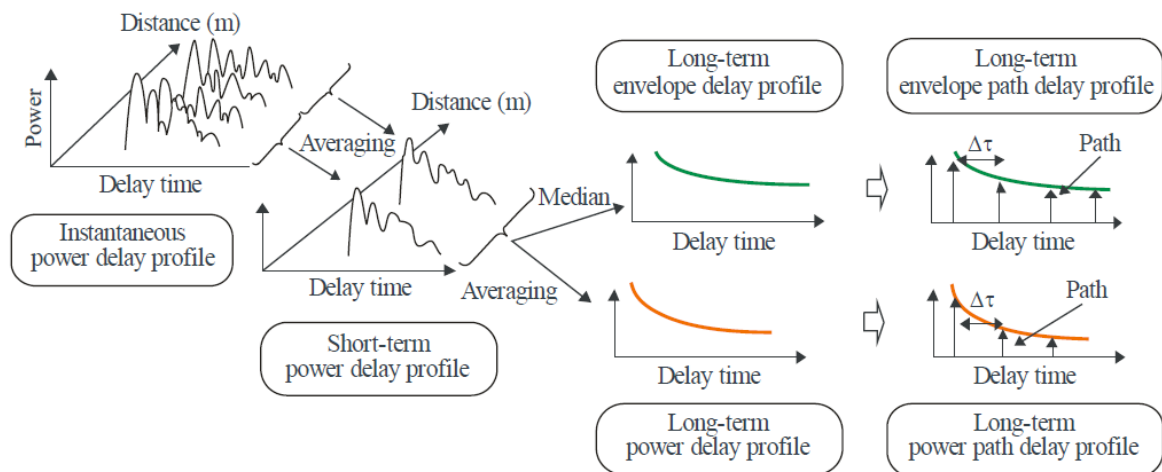 Distance (m)
Power
Delay time
Instantaneous
power delay profile
Averaging
Distance (m)
Delay time
Short-term
power delay profile
Median
Averaging
Long-term
envelope delay profile
Delay time
Long-term
envelope path delay profile
Δτ
Path
Delay time
Delay time
Long-term
power delay profile
Δτ
Path
Delay time
Long-term
power path delay profile